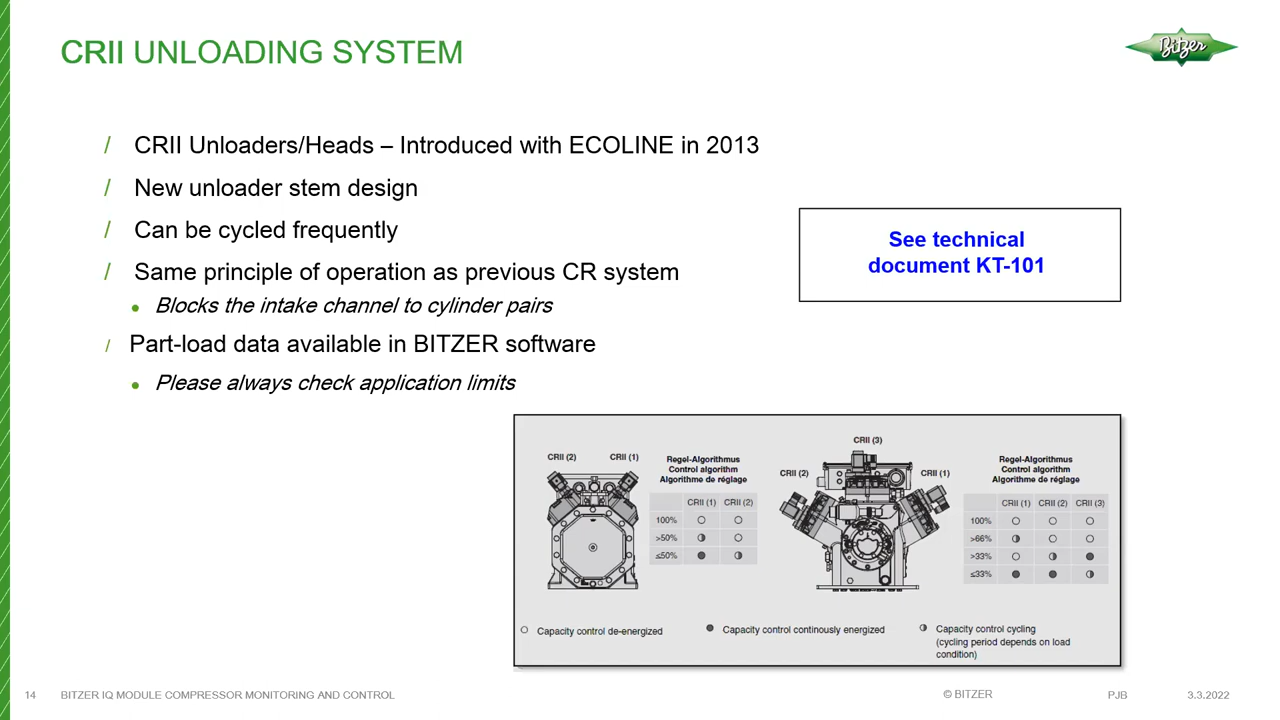 CRII UNLOADING SYSTEM
Bitzer
/ CRII Unloaders/Heads – Introduced with ECOLINE in 2013
/ New unloader stem design
/ Can be cycled frequently
/ Same principle of operation as previous CR system
• Blocks the intake channel to cylinder pairs
/ Part-load data available in BITZER software
• Please always check application limits
See technical
document KT-101
CRII (2) CRII (1)
Regel-Algorithmus
Control algorithm
Algorithme de réglage
CRII (1) CRII (2)
100% ○ ○
>50% ◑ ○
≤50% ● ◑
CRII (3)
CRII (2) CRII (1)
Regel-Algorithmus
Control algorithm
Algorithme de réglage
CRII (1) CRII (2) CRII (3)
100% ○ ○ ○
>66% ◑ ○ ○
>33% ○ ◑ ●
≤33% ● ● ◑
○ Capacity control de-energized
● Capacity control continously energized
◑ Capacity control cycling
(cycling period depends on load
condition)
14 BITZER IQ MODULE COMPRESSOR MONITORING AND CONTROL © BITZER PJB 3.3.2022